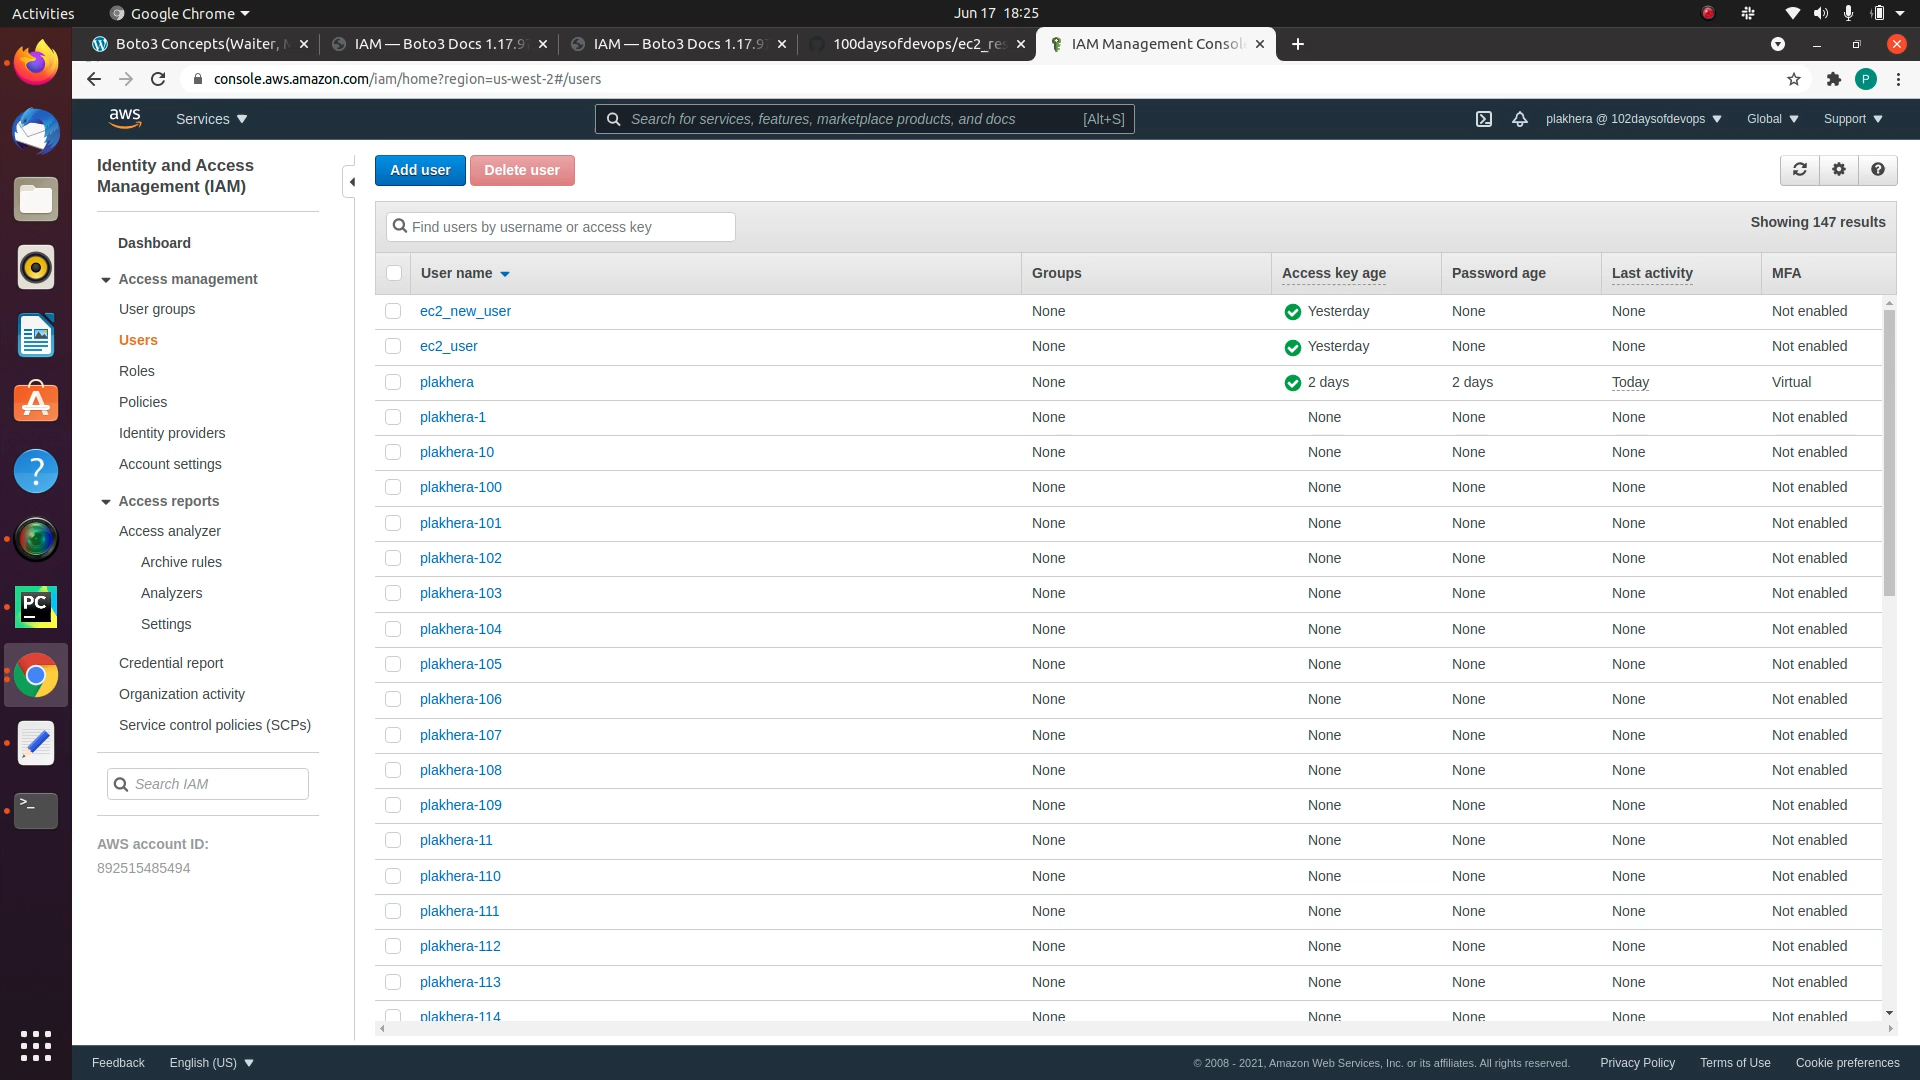 Activities
Google Chrome
Jun 17 18:25
Boto3 Concepts(Waiter,
IAM — Boto3 Docs 1.17.9
IAM — Boto3 Docs 1.17.9
100daysofdevops/ec2_res
IAM Management Consol
console.aws.amazon.com/iam/home?region=us-west-2#/users
P
aws
Services
Search for services, features, marketplace products, and docs [Alt+S]
plakhera @ 102daysofdevops
Global
Support
Identity and Access
Management (IAM)
Dashboard
Access management
User groups
Users
Roles
Policies
Identity providers
Account settings
Access reports
Access analyzer
Archive rules
Analyzers
Settings
Credential report
Organization activity
Service control policies (SCPs)
Search IAM
AWS account ID:
892515485494
PC
>_
Add user
Delete user
Find users by username or access key
Showing 147 results
User name Groups Access key age Password age Last activity MFA
ec2_new_user None Yesterday None None Not enabled
ec2_user None Yesterday None None Not enabled
plakhera None 2 days 2 days Today Virtual
plakhera-1 None None None None Not enabled
plakhera-10 None None None None Not enabled
plakhera-100 None None None None Not enabled
plakhera-101 None None None None Not enabled
plakhera-102 None None None None Not enabled
plakhera-103 None None None None Not enabled
plakhera-104 None None None None Not enabled
plakhera-105 None None None None Not enabled
plakhera-106 None None None None Not enabled
plakhera-107 None None None None Not enabled
plakhera-108 None None None None Not enabled
plakhera-109 None None None None Not enabled
plakhera-11 None None None None Not enabled
plakhera-110 None None None None Not enabled
plakhera-111 None None None None Not enabled
plakhera-112 None None None None Not enabled
plakhera-113 None None None None Not enabled
plakhera-114 None None None None Not enabled
Feedback
English (US)
© 2008 - 2021, Amazon Web Services, Inc. or its affiliates. All rights reserved.
Privacy Policy
Terms of Use
Cookie preferences